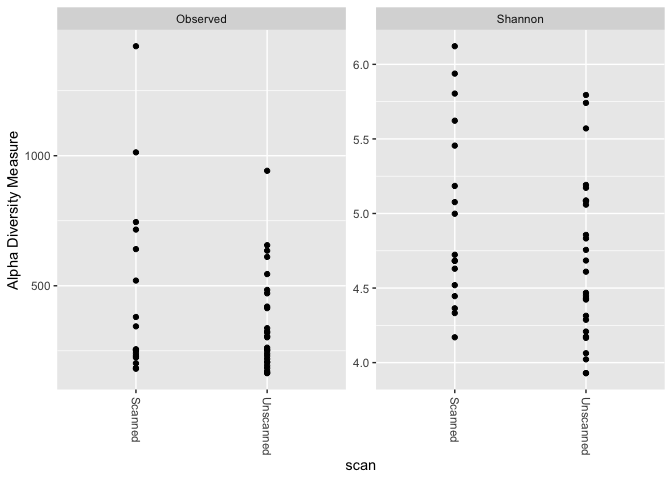 Observed
Shannon
Alpha Diversity Measure
1000
500
6.0
5.5
5.0
4.5
4.0
Scanned
Unscanned
Scanned
Unscanned
scan